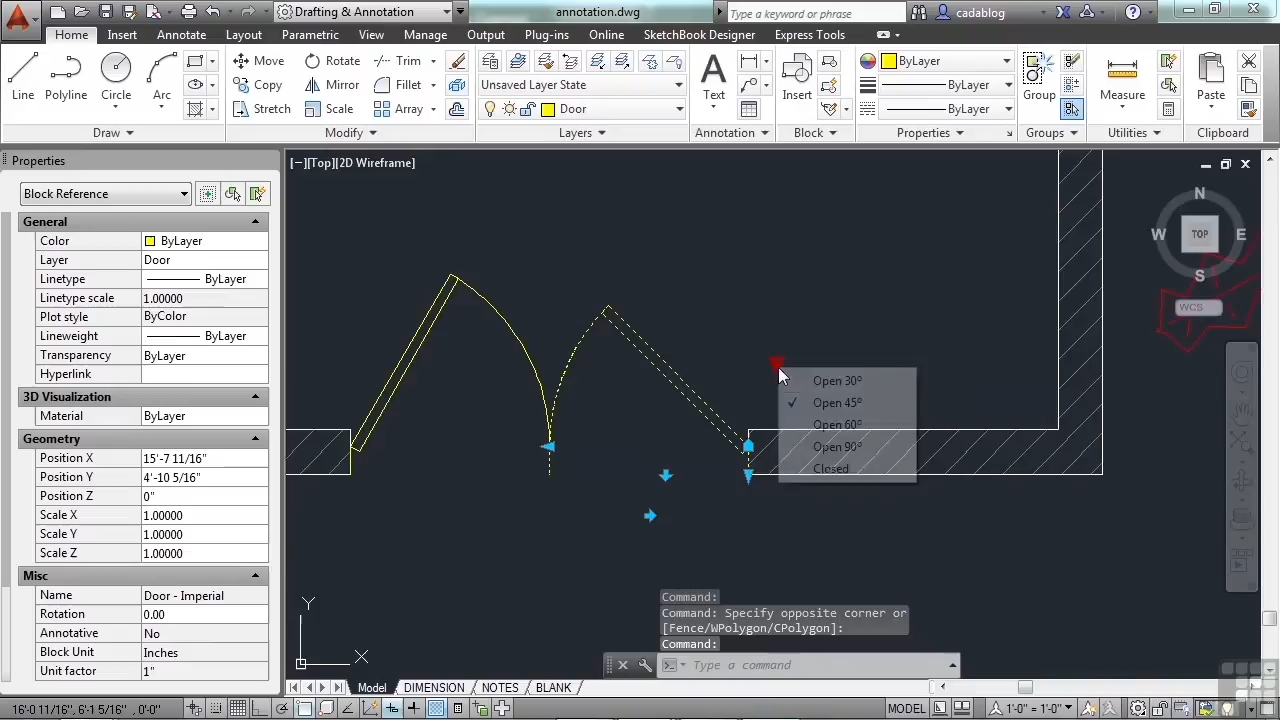 Drafting & Annotation
annotation.dwg
Type a keyword or phrase
cadablog
Home Insert Annotate Layout Parametric View Manage Output Plug-ins Online SketchBook Designer Express Tools
Line
Polyline
Circle
Arc
Move
Rotate
Trim
Copy
Mirror
Fillet
Stretch
Scale
Array
Unsaved Layer State
Door
Text
Insert
ByLayer
ByLayer
ByLayer
Group
Measure
Paste
Draw
Modify
Layers
Annotation
Block
Properties
Groups
Utilities
Clipboard
Properties
Block Reference
General
Color ByLayer
Layer Door
Linetype ByLayer
Linetype scale 1.00000
Plot style ByColor
Lineweight ByLayer
Transparency ByLayer
Hyperlink
3D Visualization
Material ByLayer
Geometry
Position X 15'-7 11/16"
Position Y 4'-10 5/16"
Position Z 0"
Scale X 1.00000
Scale Y 1.00000
Scale Z 1.00000
Misc
Name Door - Imperial
Rotation 0.00
Annotative No
Block Unit Inches
Unit factor 1"
[−][Top][2D Wireframe]
N
W TOP E
S
WCS
Open 30º
Open 45º
Open 60º
Open 90º
Closed
Y
X
Command:
Command: Specify opposite corner or
[Fence/WPolygon/CPolygon]:
Command:
Type a command
Model DIMENSION NOTES BLANK
16'-0 11/16", 6'-1 5/16" , 0'-0"
MODEL
1'-0" = 1'-0"